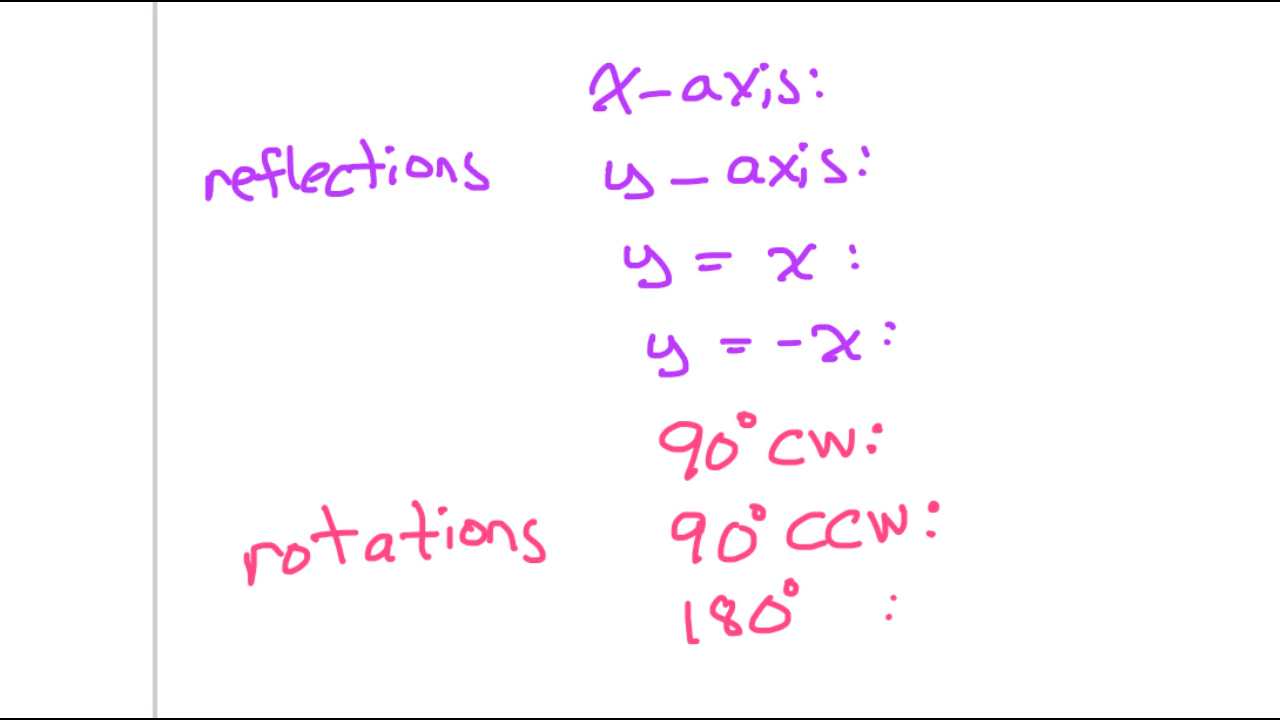 x-axis:
reflections y-axis:
y = x :
y = -x :
90° CW:
90° CCW:
rotations
180° :